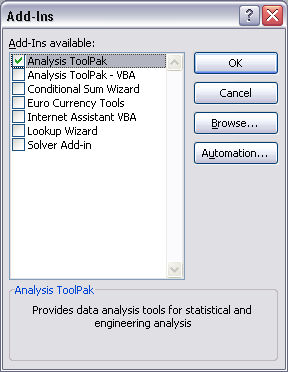 Add-Ins
Add-Ins available:
Analysis ToolPak
Analysis ToolPak - VBA
Conditional Sum Wizard
Euro Currency Tools
Internet Assistant VBA
Lookup Wizard
Solver Add-in
OK
Cancel
Browse...
Automation...
Analysis ToolPak
Provides data analysis tools for statistical and
engineering analysis